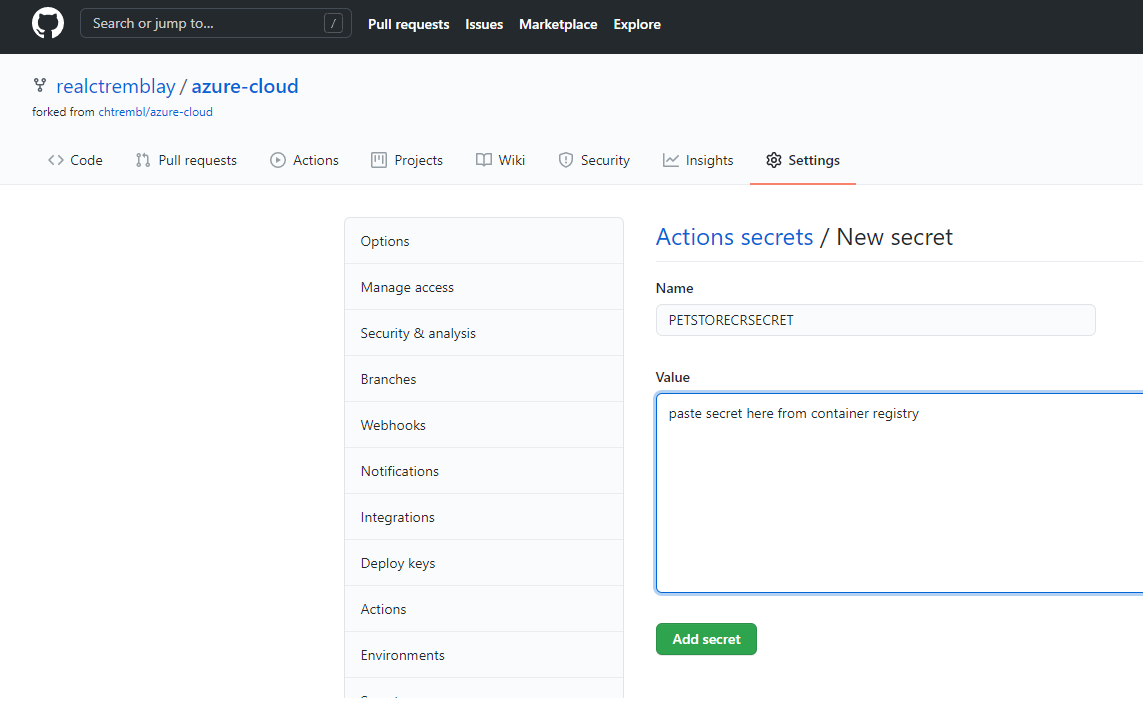 Search or jump to... /
Pull requests Issues Marketplace Explore
realctremblay / azure-cloud
forked from chtrembl/azure-cloud
Code Pull requests Actions Projects Wiki Security Insights Settings
Options
Manage access
Security & analysis
Branches
Webhooks
Notifications
Integrations
Deploy keys
Actions
Environments
Actions secrets / New secret
Name
PETSTORECRSECRET
Value
paste secret here from container registry
Add secret